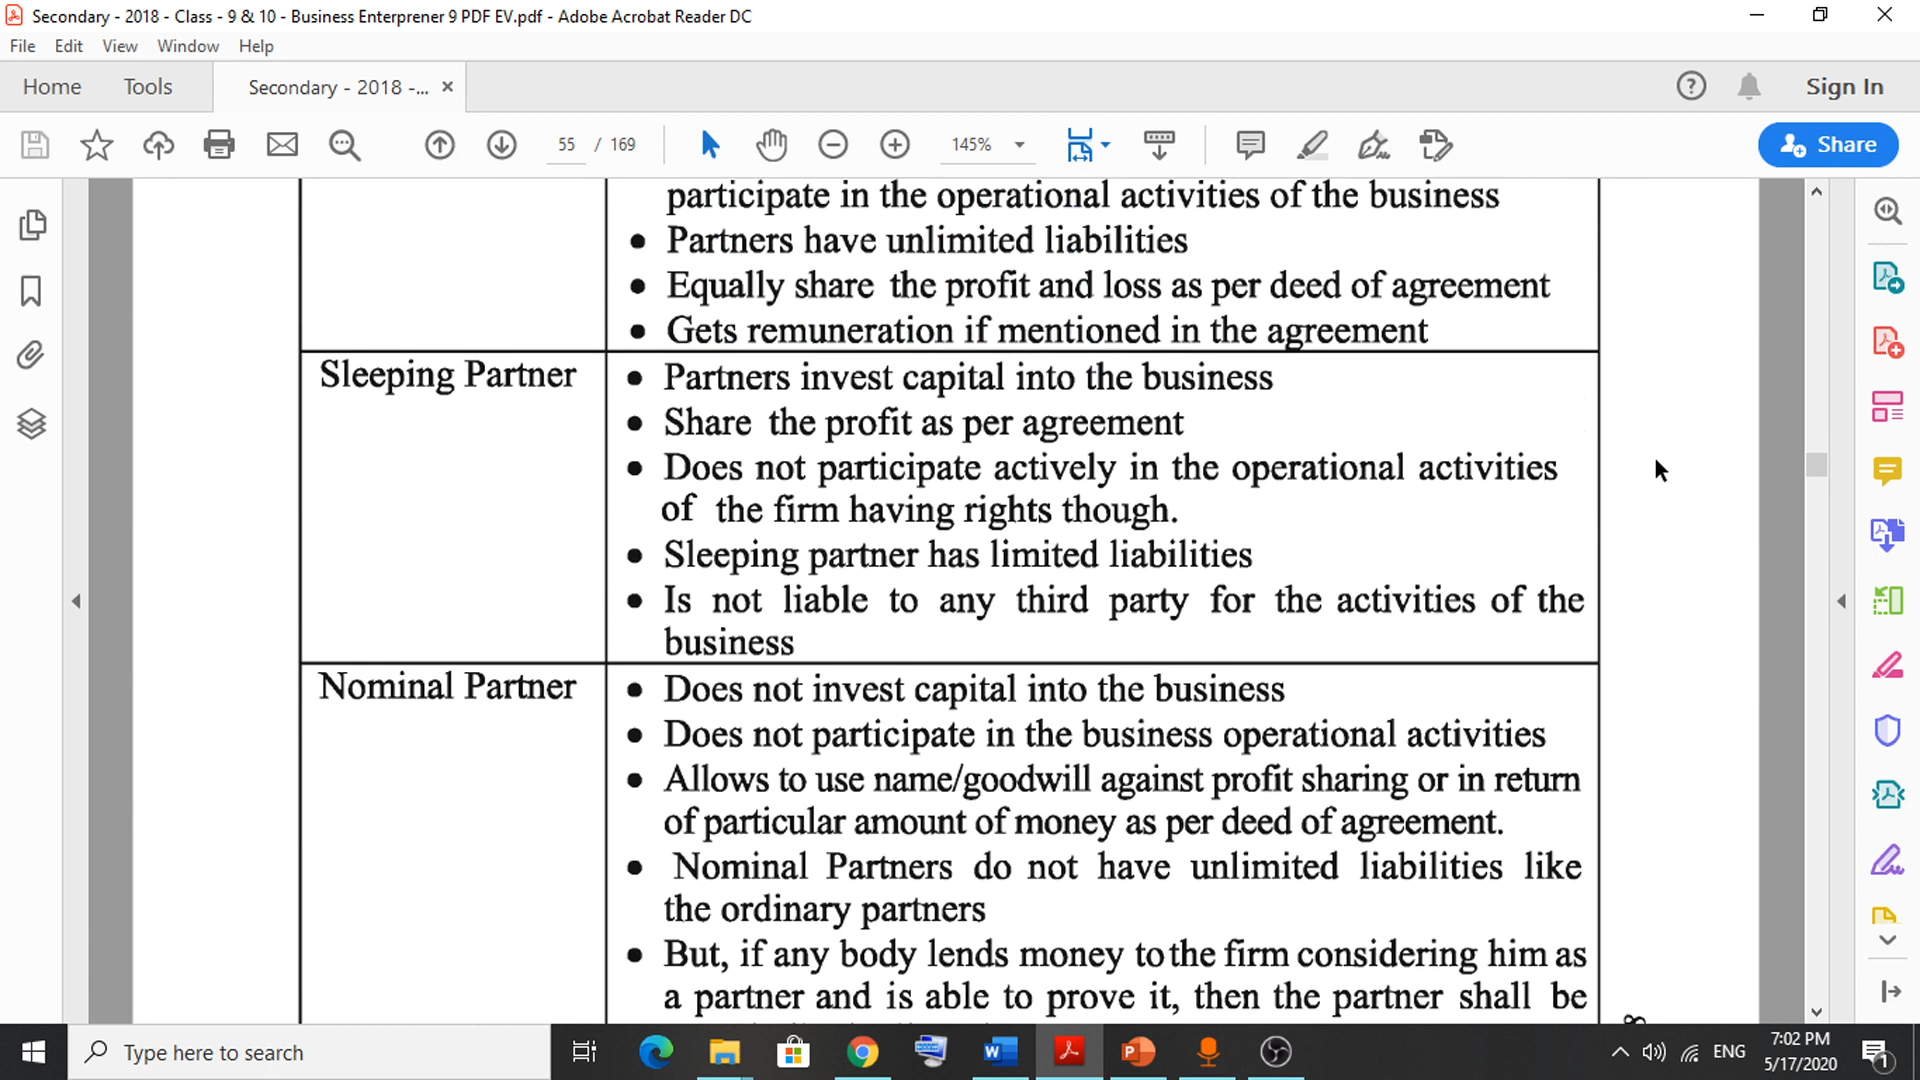 Secondary - 2018 - Class - 9 & 10 - Business Enterprener 9 PDF EV.pdf - Adobe Acrobat Reader DC
File Edit View Window Help
Home Tools Secondary - 2018 -... × Sign In
55 / 169 145% Share
participate in the operational activities of the business
• Partners have unlimited liabilities
• Equally share the profit and loss as per deed of agreement
• Gets remuneration if mentioned in the agreement
Sleeping Partner
• Partners invest capital into the business
• Share the profit as per agreement
• Does not participate actively in the operational activities
of the firm having rights though.
• Sleeping partner has limited liabilities
• Is not liable to any third party for the activities of the
business
Nominal Partner
• Does not invest capital into the business
• Does not participate in the business operational activities
• Allows to use name/goodwill against profit sharing or in return
of particular amount of money as per deed of agreement.
• Nominal Partners do not have unlimited liabilities like
the ordinary partners
• But, if any body lends money to the firm considering him as
a partner and is able to prove it, then the partner shall be
Type here to search
ENG
7:02 PM
5/17/2020
1